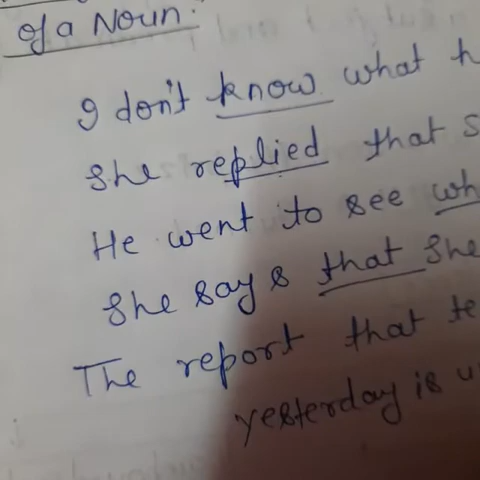 of a Noun.
I don't know what
she replied that
He went to see
She says that she
The report that
yesterday is